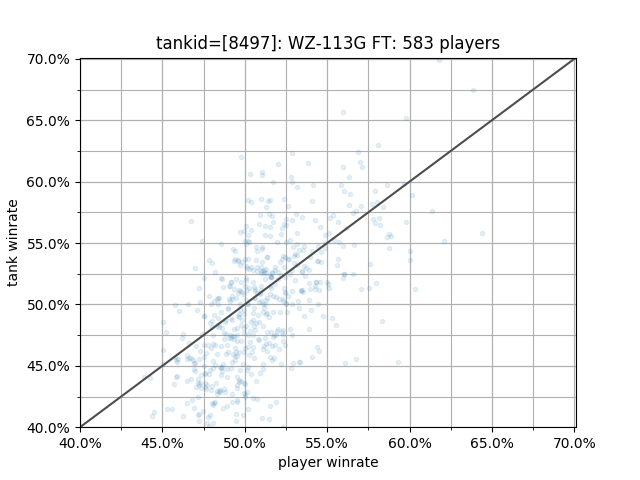 tankid=[8497]: WZ-113G FT: 583 players
70.0%
65.0%
60.0%
55.0%
50.0%
45.0%
40.0%
tank winrate
40.0% 45.0% 50.0% 55.0% 60.0% 65.0% 70.0%
player winrate